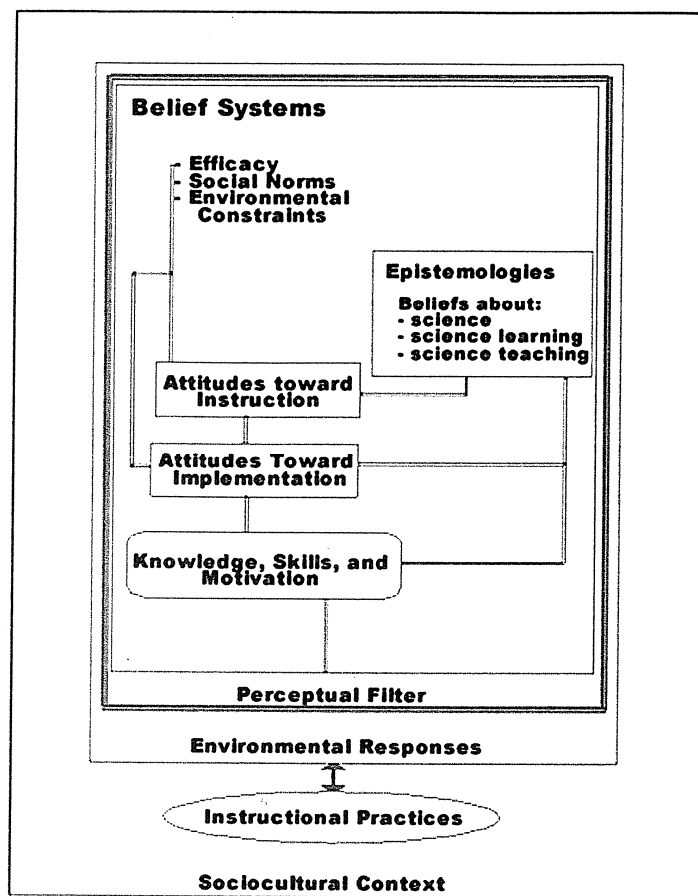 Belief Systems
- Efficacy
- Social Norms
- Environmental
Constraints
Epistemologies
Beliefs about:
- science
- science learning
- science teaching
Attitudes toward
Instruction
Attitudes Toward
Implementation
Knowledge, Skills, and
Motivation
Perceptual Filter
Environmental Responses
Instructional Practices
Sociocultural Context